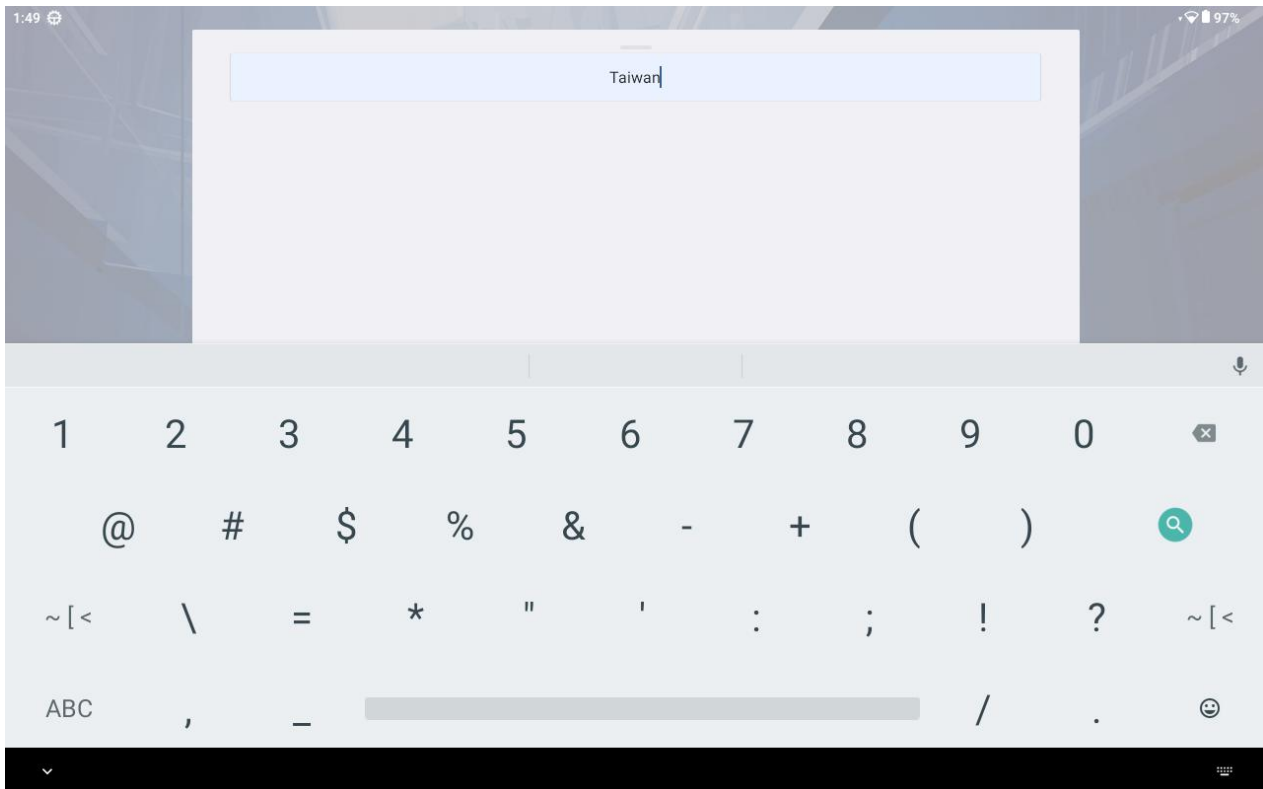 1:49 97%
Taiwan
1 2 3 4 5 6 7 8 9 0
@ # $ % & - + ( )
~ [ < \ = * " ' : ; ! ? ~ [ <
ABC , _ / .